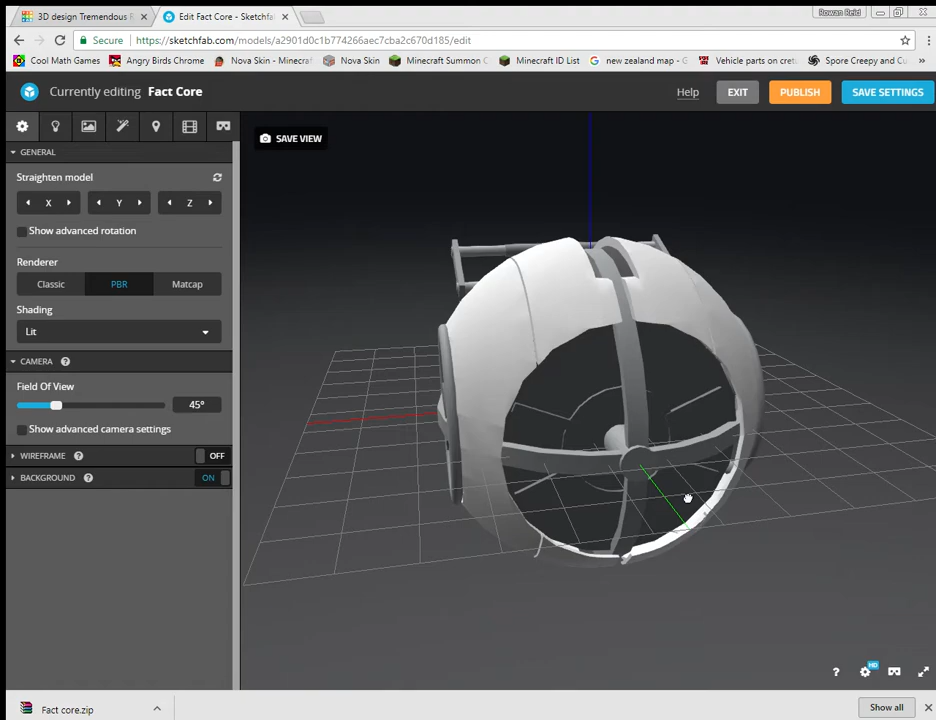 3D design Tremendous
Edit Fact Core - Sketchfa
Rowan Reid
Secure
https://sketchfab.com/models/a2901d0c1b774266aec7cba2c670d185/edit
Cool Math Games
Angry Birds Chrome
Nova Skin - Minecraf
Nova Skin
Minecraft Summon C
Minecraft ID List
new zealand map - G
Vehicle parts on cret
Spore Creepy and Cu
»
Currently editing Fact Core
Help
EXIT
PUBLISH
SAVE SETTINGS
GENERAL
SAVE VIEW
Straighten model
X
Y
Z
Show advanced rotation
Renderer
Classic
PBR
Matcap
Shading
Lit
CAMERA ?
Field Of View
45°
Show advanced camera settings
WIREFRAME ?
OFF
BACKGROUND ?
ON
?
HD
Fact core.zip
Show all